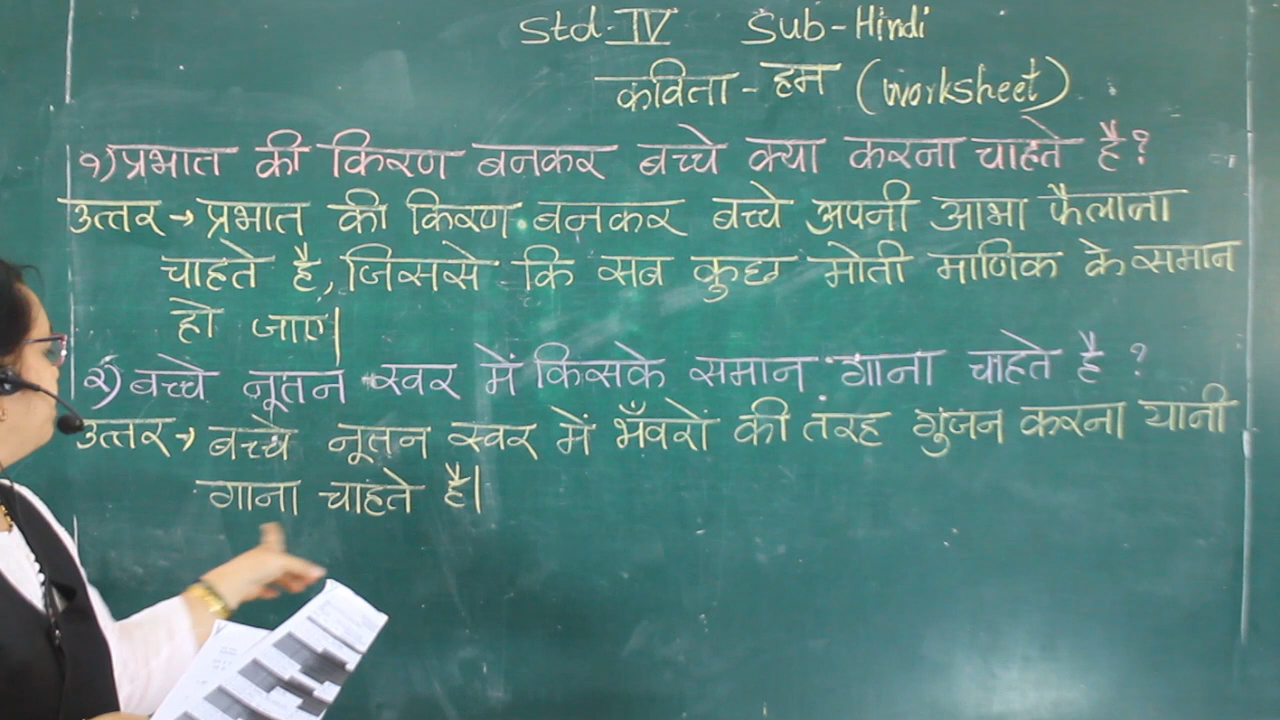 Std-IV Sub-Hindi
कविता - हम (Worksheet)
१) प्रभात की किरण बनकर बच्चे क्या करना चाहते है?
उत्तर → प्रभात की किरण बनकर बच्चे अपनी आभा फैलाना
चाहते है, जिससे कि सब कुछ मोती माणिक के समान
हो जाए।
२) बच्चे नूतन स्वर में किसके समान गाना चाहते है ?
उत्तर → बच्चे नूतन स्वर में भँवरों की तरह गुंजन करना यानी
गाना चाहते है।